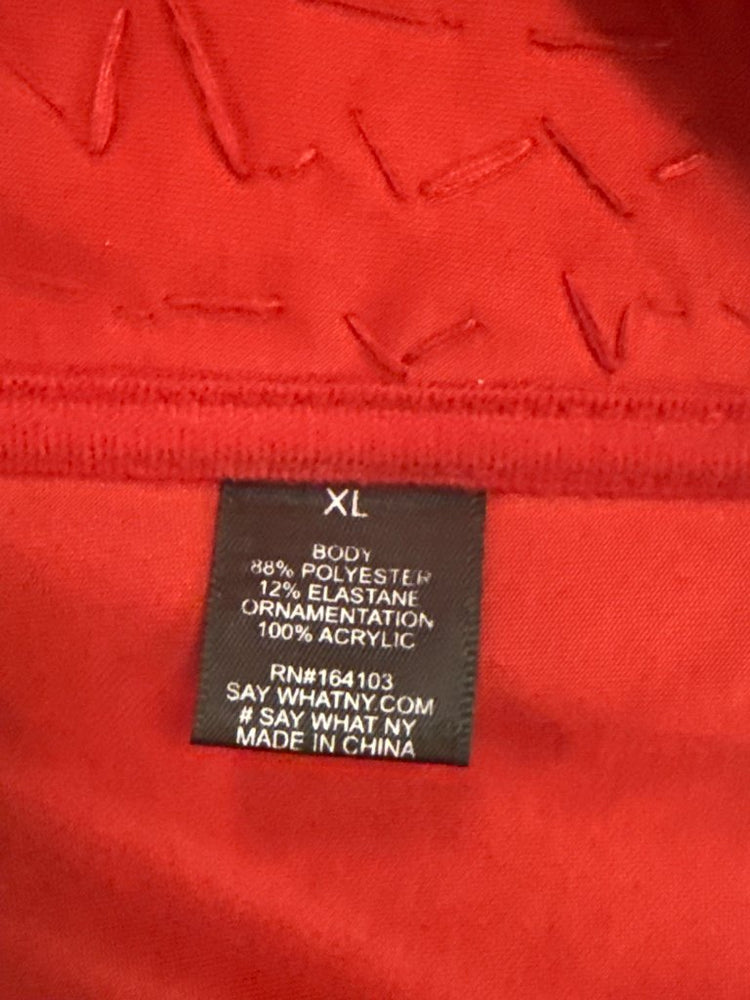 XL
BODY
88% POLYESTER
12% ELASTANE
ORNAMENTATION
100% ACRYLIC
RN#164103
SAY WHATNY.COM
# SAY WHAT NY
MADE IN CHINA